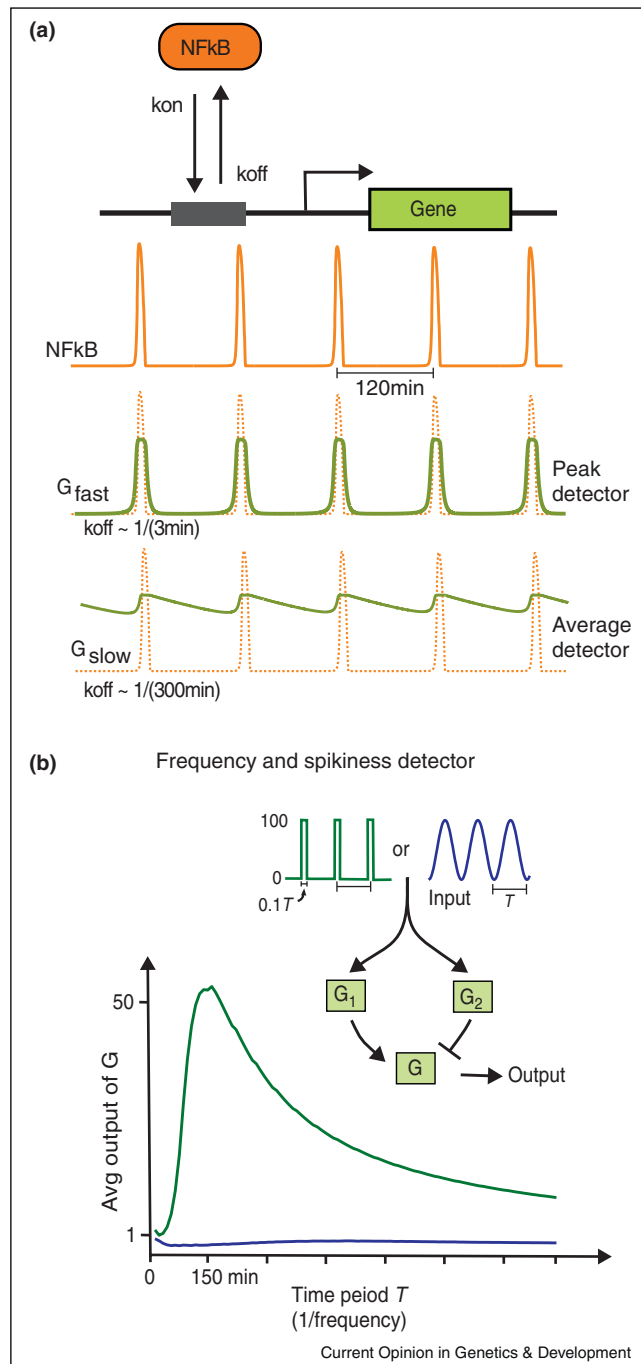 (a)
NFkB
kon
koff
Gene
NFkB
120min
G fast
koff ~ 1/(3min)
Peak
detector
G slow
koff ~ 1/(300min)
Average
detector
(b)
Frequency and spikiness detector
100
0
0.1T
or
Input
T
G1
G2
G
Output
50
1
Avg output of G
0
150 min
Time peiod T
(1/frequency)
Current Opinion in Genetics & Development